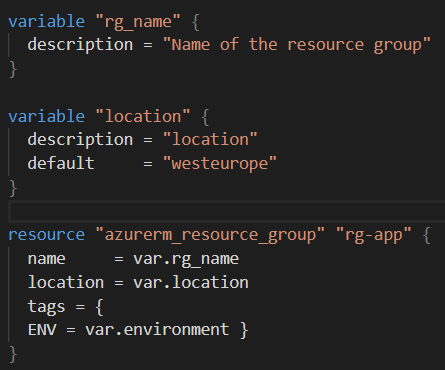 variable "rg_name" {
  description = "Name of the resource group"
}

variable "location" {
  description = "location"
  default     = "westeurope"
}

resource "azurerm_resource_group" "rg-app" {
  name     = var.rg_name
  location = var.location
  tags = {
  ENV = var.environment }
}